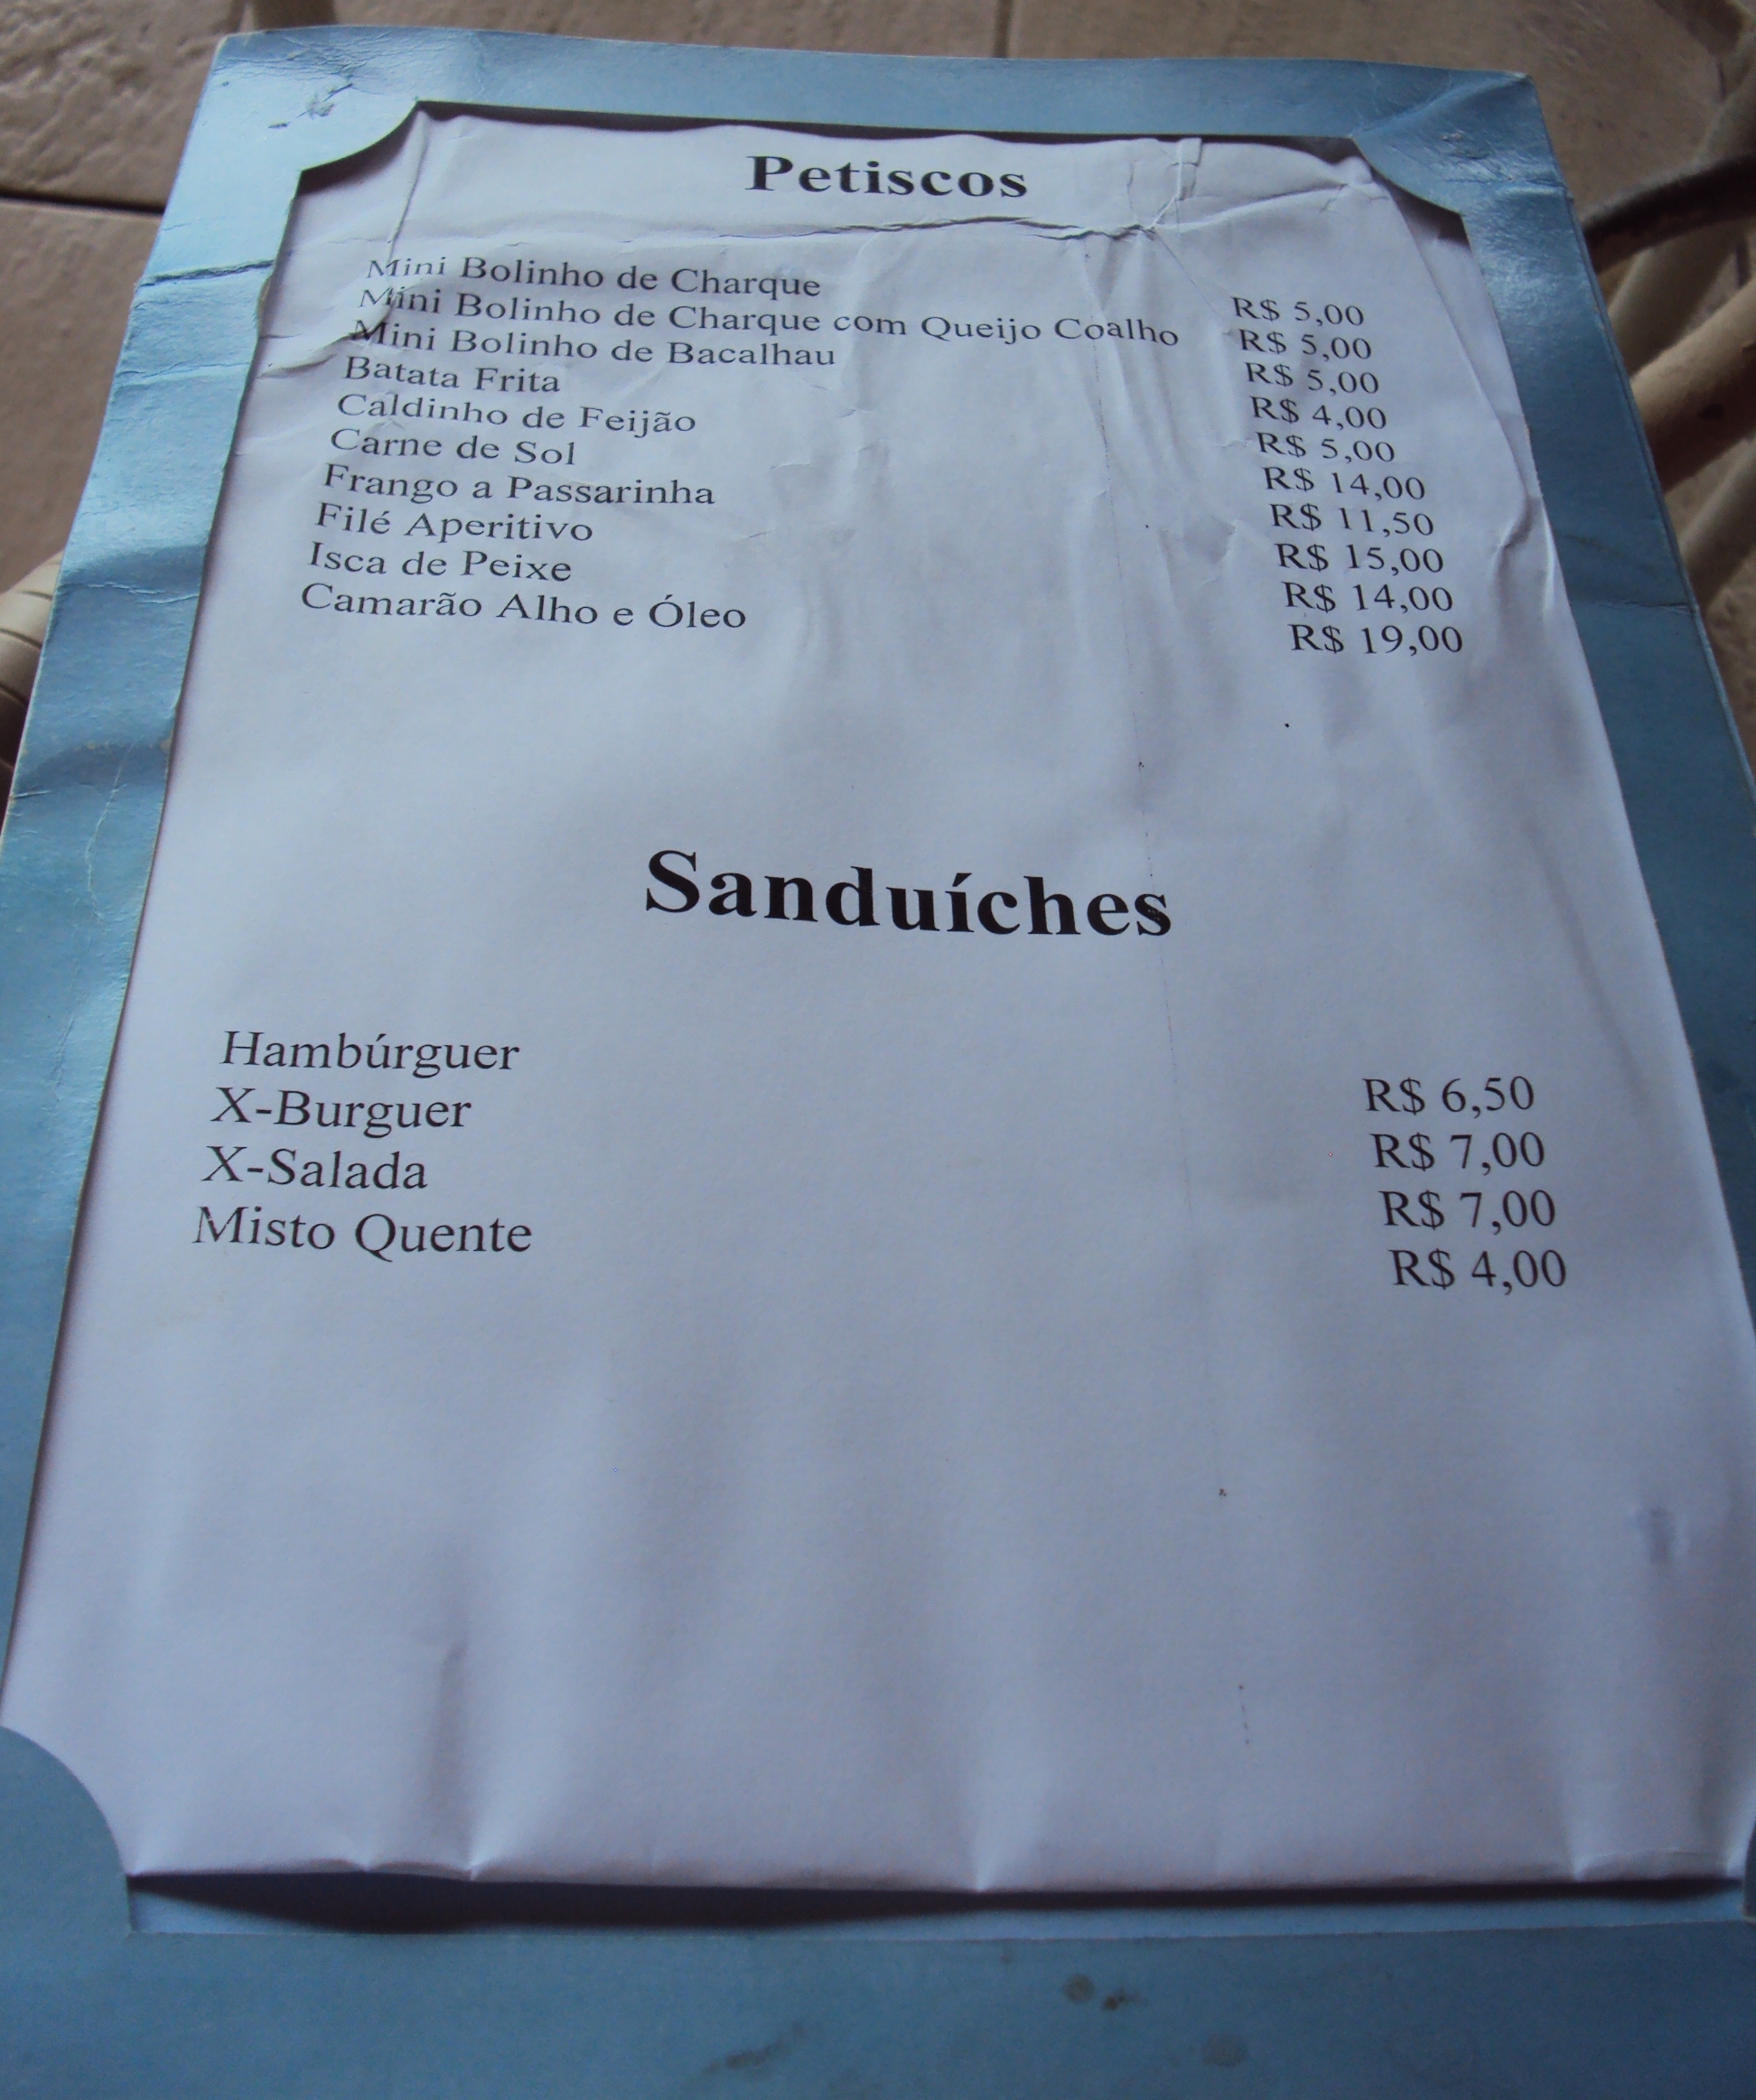 Petiscos
Mini Bolinho de Charque R$ 5,00
Mini Bolinho de Charque com Queijo Coalho R$ 5,00
Mini Bolinho de Bacalhau R$ 5,00
Batata Frita R$ 4,00
Caldinho de Feijão R$ 5,00
Carne de Sol R$ 14,00
Frango a Passarinha R$ 11,50
Filé Aperitivo R$ 15,00
Isca de Peixe R$ 14,00
Camarão Alho e Óleo R$ 19,00
Sanduíches
Hambúrguer R$ 6,50
X-Burguer R$ 7,00
X-Salada R$ 7,00
Misto Quente R$ 4,00